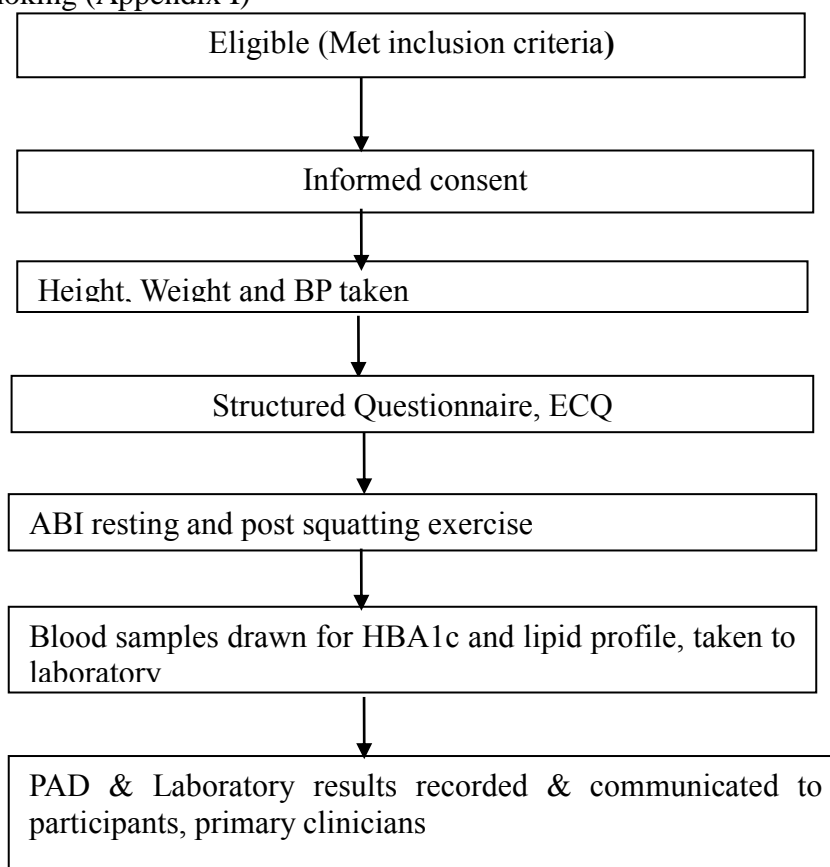 oking (Appendix I)
Eligible (Met inclusion criteria)
Informed consent
Height, Weight and BP taken
Structured Questionnaire, ECQ
ABI resting and post squatting exercise
Blood samples drawn for HBA1c and lipid profile, taken to
laboratory
PAD & Laboratory results recorded & communicated to
participants, primary clinicians